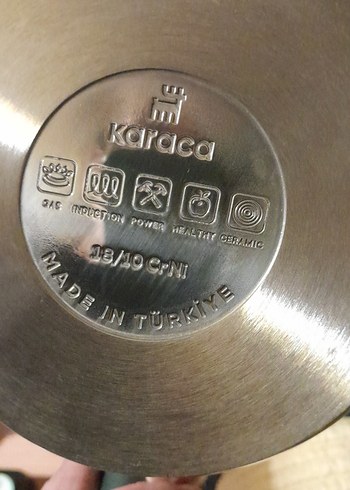 Karaca
GAS INDUCTION POWER HEALTHY CERAMIC
18/10 CrNi
MADE IN TÜRKİYE